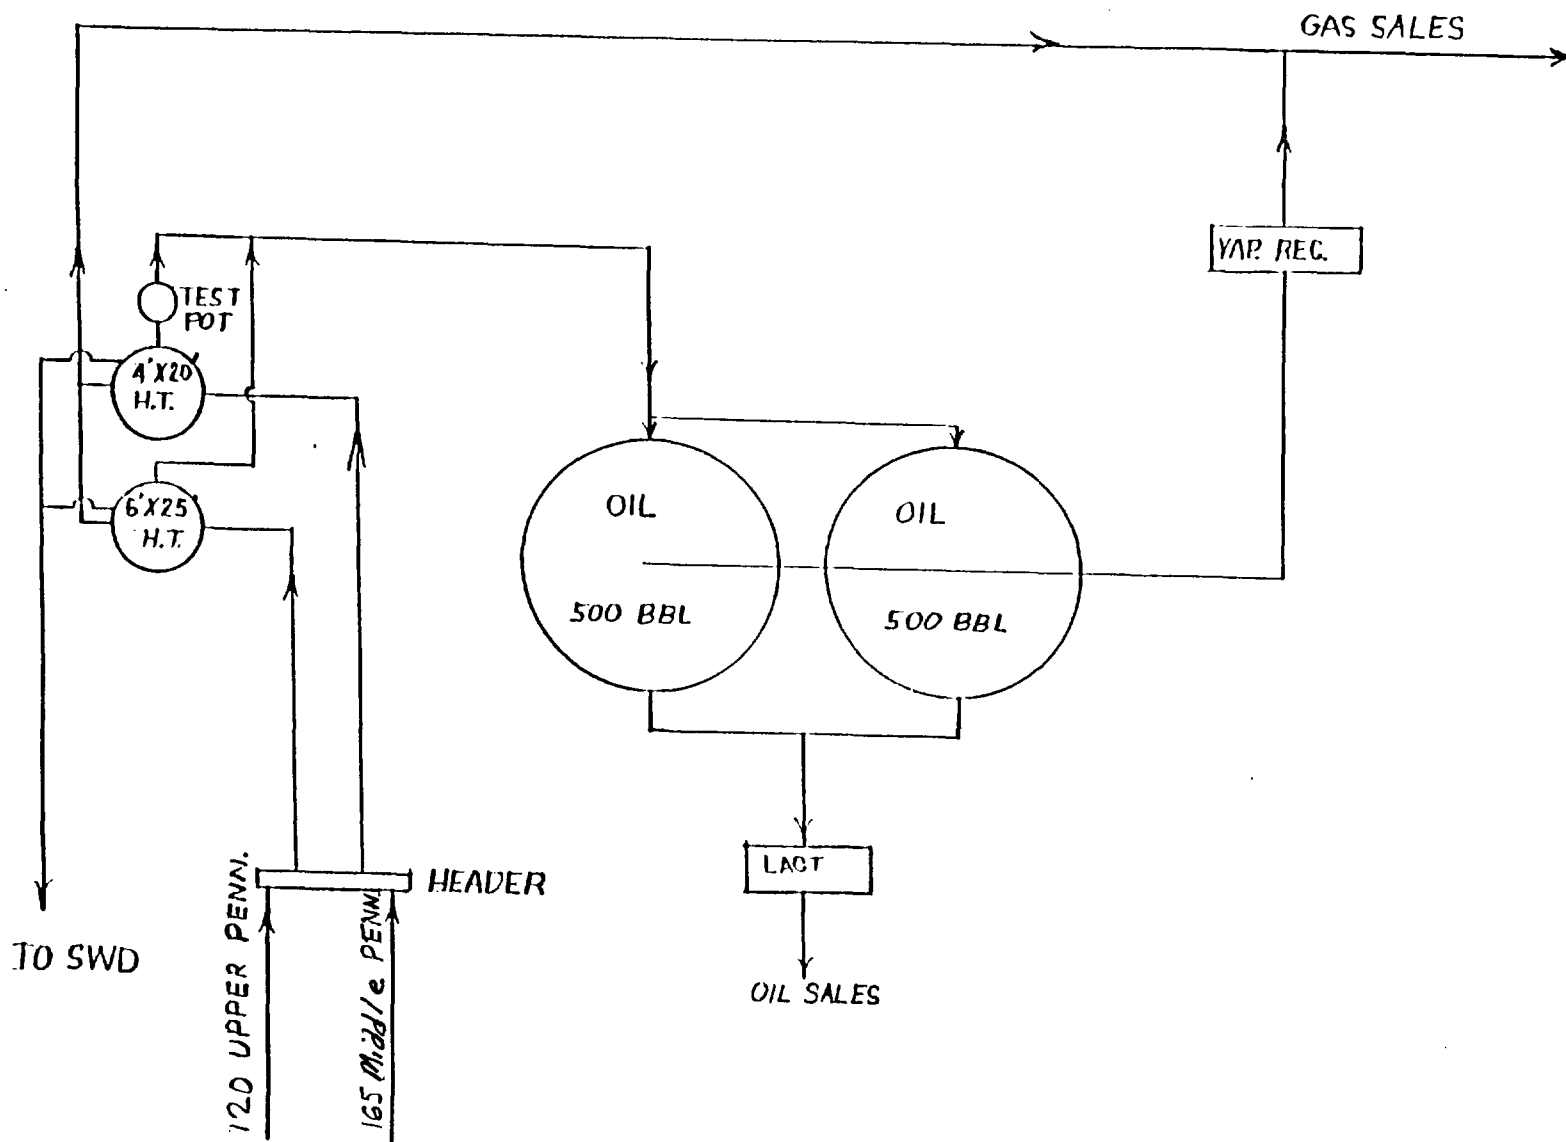 GAS SALES
VAP. REC.
TEST
POT
4'X20'
H.T.
6'X25'
H.T.
OIL
500 BBL
OIL
500 BBL
LACT
OIL SALES
HEADER
TO SWD
120 UPPER PENN.
165 Middle PENN.